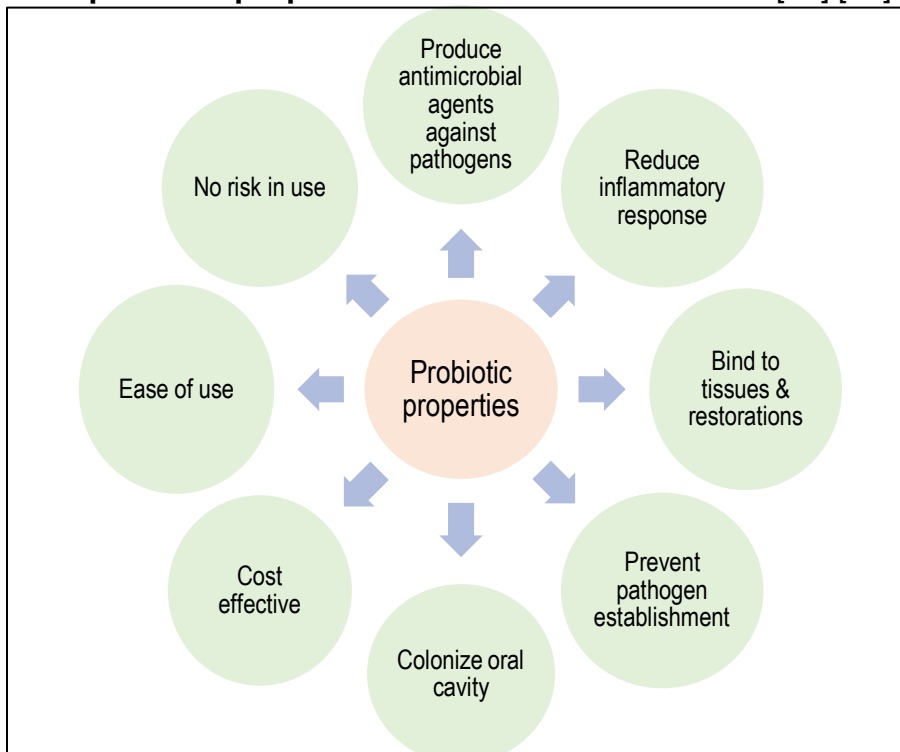 Produce
antimicrobial
agents
against
pathogens
Reduce
inflammatory
response
Bind to
tissues &
restorations
Prevent
pathogen
establishment
Colonize oral
cavity
Cost
effective
Ease of use
No risk in use
Probiotic
properties